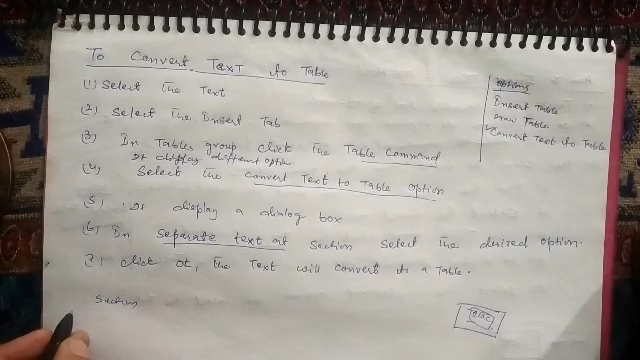 To Convert Text to Table
(1) Select the Text
(2) Select the Insert Tab
(3) In Tables group click the Table Command
It display different option
(4) Select the Convert Text to Table option
5) It display a dialog box
(6) In separate text at section select the desired option.
7) click ok, the Text will convert to a Table.
Section
options
Insert Table
Draw Table
Convert Text to Table